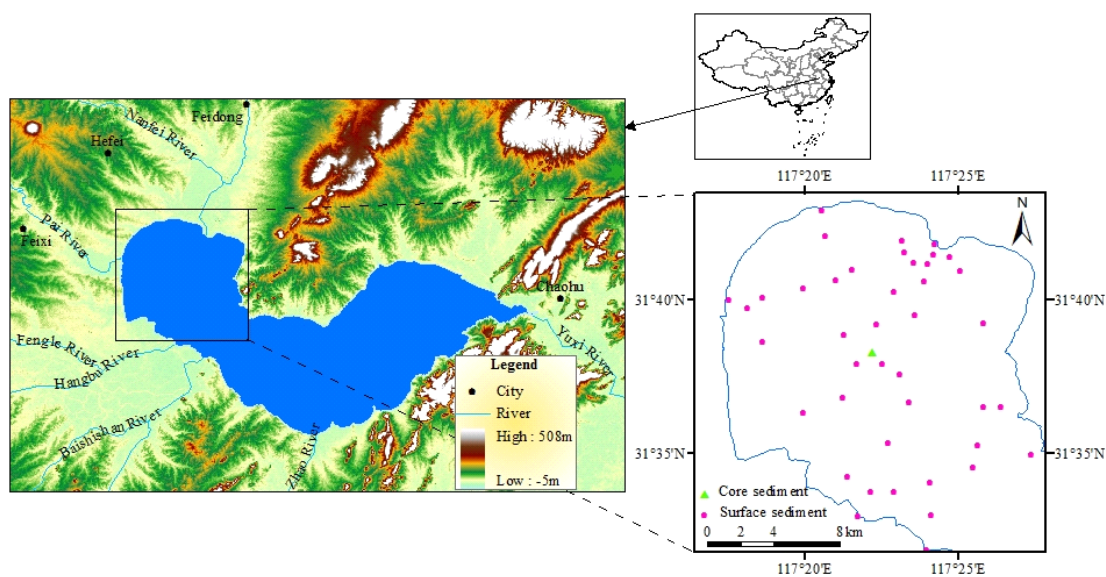 Ferdong
Nanfei River
Hefer
Pai River
Feixi
Chaohu
Yuxi River
Fengle River
Hangbu River
Baishishan River
Zhao River
Legend
City
River
High : 508m
Low : -5m
117°20'E 117°25'E
31°40'N 31°40'N
31°35'N 31°35'N
Core sediment
Surface sediment
0 2 4 8 km
N
117°20'E 117°25'E